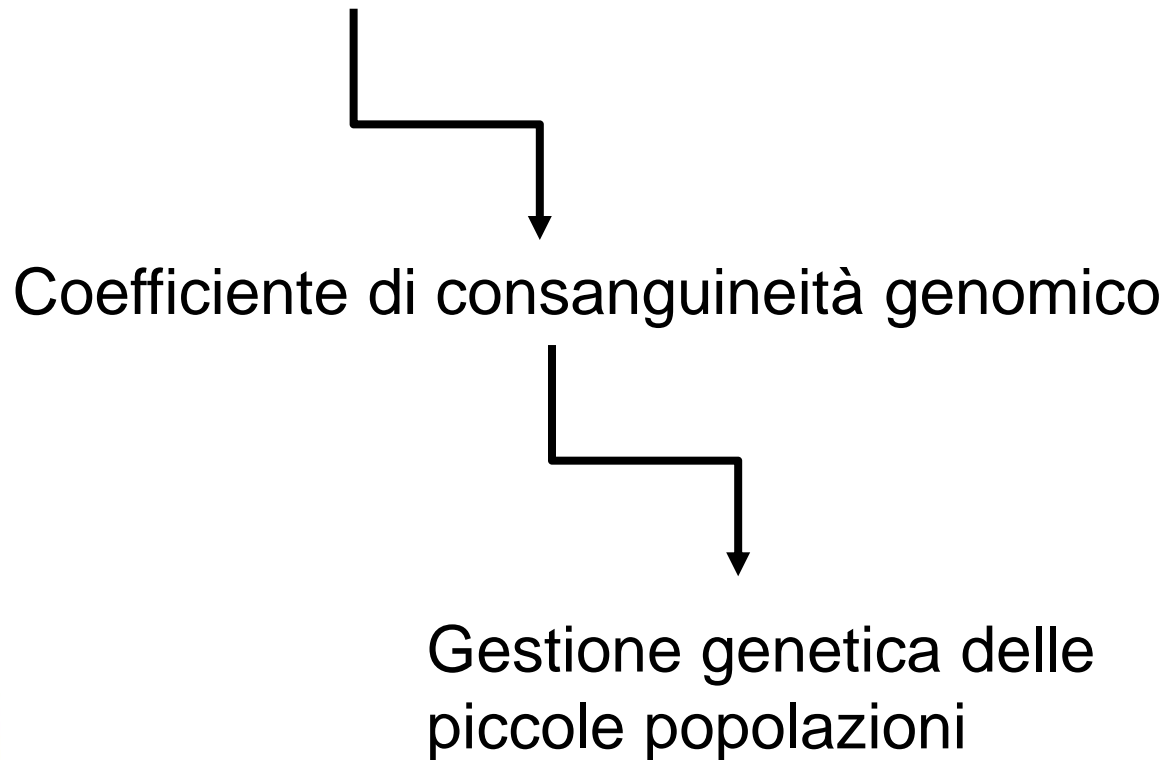 Coefficiente di consanguineità genomico
Gestione genetica delle
piccole popolazioni